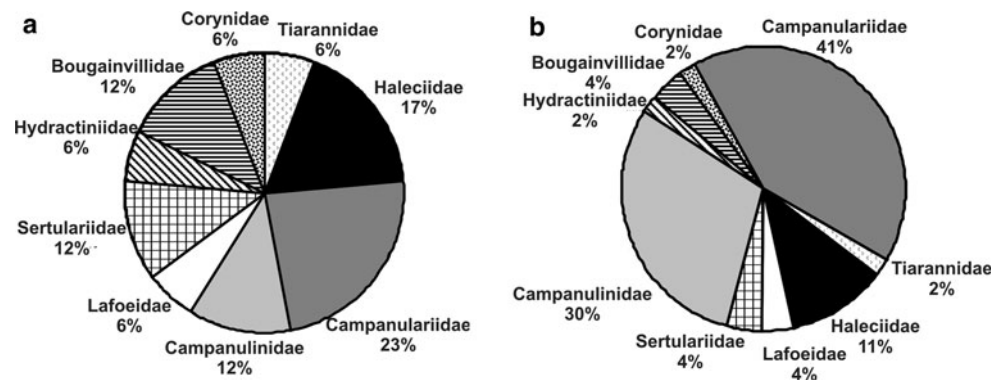 a
Corynidae
6%
Tiarannidae
6%
Haleciidae
17%
Campanulariidae
23%
Campanulinidae
12%
Lafoeidae
6%
Sertulariidae
12%
Hydractiniidae
6%
Bougainvillidae
12%
b
Corynidae
2%
Campanulariidae
41%
Tiarannidae
2%
Haleciidae
11%
Lafoeidae
4%
Sertulariidae
4%
Campanulinidae
30%
Hydractiniidae
2%
Bougainvillidae
4%